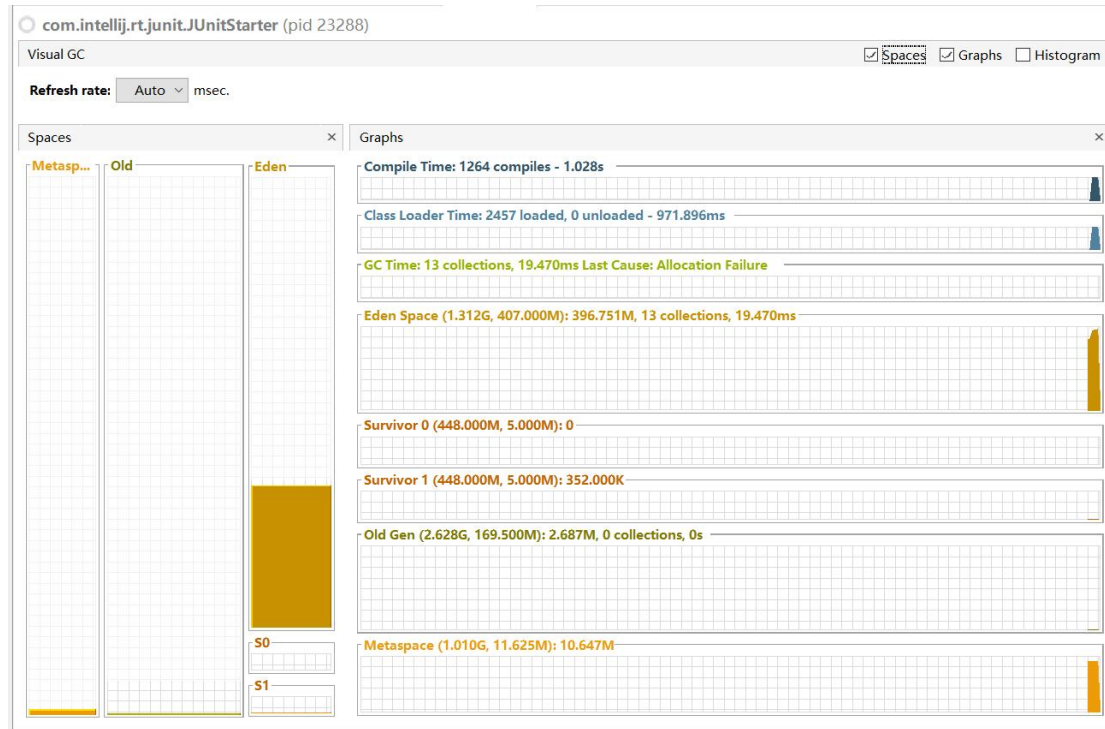 com.intellij.rt.junit.JUnitStarter (pid 23288)
Visual GC
Spaces Graphs Histogram
Refresh rate: Auto msec.
Spaces ×
Graphs ×
Metasp... Old Eden
S0
S1
Compile Time: 1264 compiles - 1.028s
Class Loader Time: 2457 loaded, 0 unloaded - 971.896ms
GC Time: 13 collections, 19.470ms Last Cause: Allocation Failure
Eden Space (1.312G, 407.000M): 396.751M, 13 collections, 19.470ms
Survivor 0 (448.000M, 5.000M): 0
Survivor 1 (448.000M, 5.000M): 352.000K
Old Gen (2.628G, 169.500M): 2.687M, 0 collections, 0s
Metaspace (1.010G, 11.625M): 10.647M